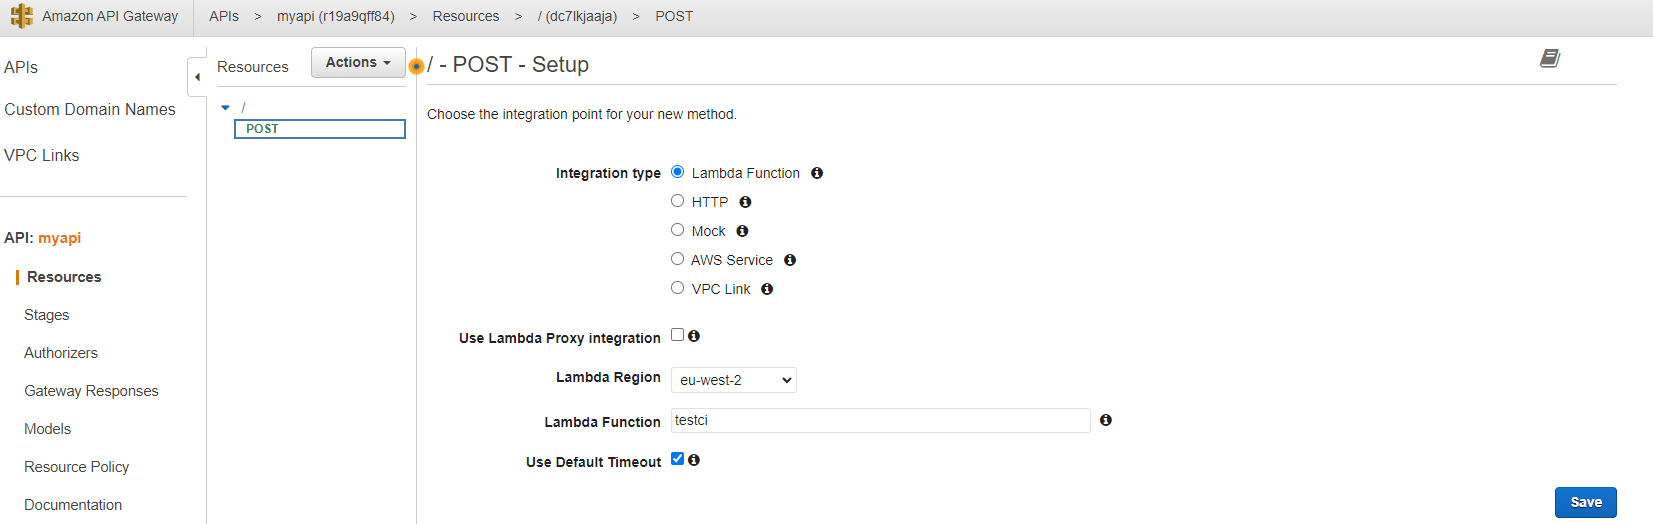 Amazon API Gateway APIs > myapi (r19a9qff84) > Resources > / (dc7lkjaaja) > POST
APIs
Custom Domain Names
VPC Links
API: myapi
Resources
Stages
Authorizers
Gateway Responses
Models
Resource Policy
Documentation
Resources Actions
/
POST
/ - POST - Setup
Choose the integration point for your new method.
Integration type Lambda Function
HTTP
Mock
AWS Service
VPC Link
Use Lambda Proxy integration
Lambda Region eu-west-2
Lambda Function testci
Use Default Timeout
Save